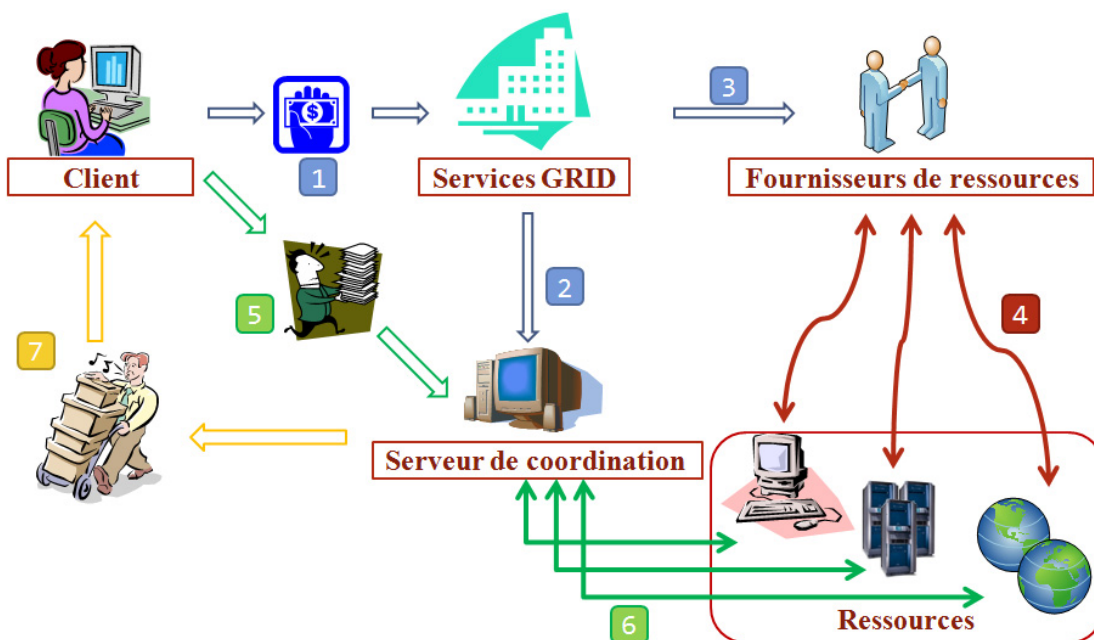 3
$
1
Client
Services GRID
Fournisseurs de ressources
2
5
4
7
Serveur de coordination
Ressources
6